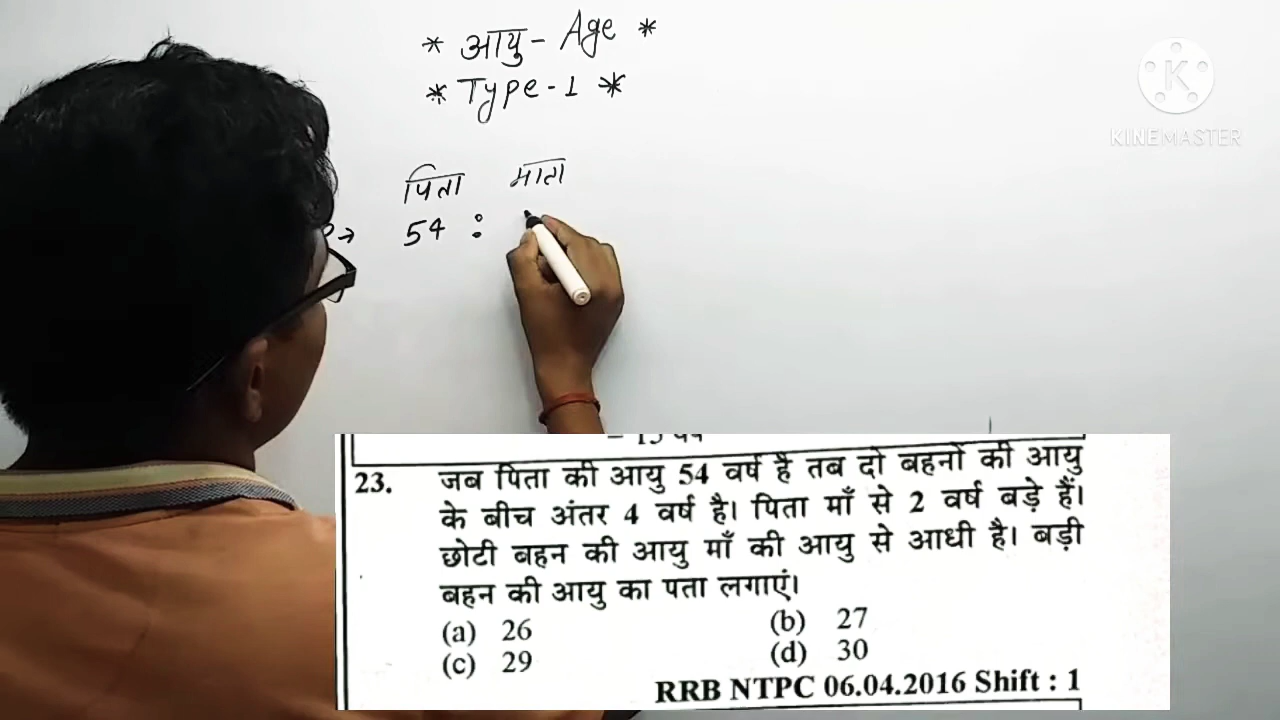 * आयु - Age *
* Type-1 *
पिता माता
54 :
KINEMASTER
23. जब पिता की आयु 54 वर्ष है तब दो बहनों की आयु
के बीच अंतर 4 वर्ष है। पिता माँ से 2 वर्ष बड़े हैं।
छोटी बहन की आयु माँ की आयु से आधी है। बड़ी
बहन की आयु का पता लगाएं।
(a) 26 (b) 27
(c) 29 (d) 30
RRB NTPC 06.04.2016 Shift : 1